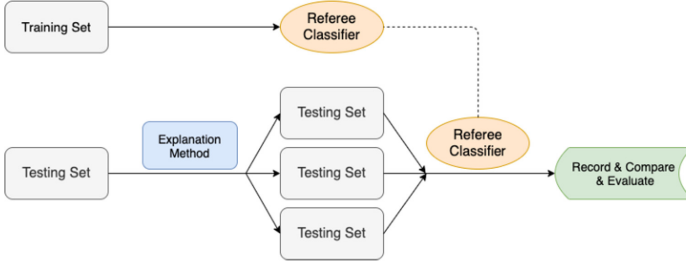 Training Set
Referee
Classifier
Testing Set
Explanation
Method
Testing Set
Testing Set
Testing Set
Referee
Classifier
Record & Compare
& Evaluate